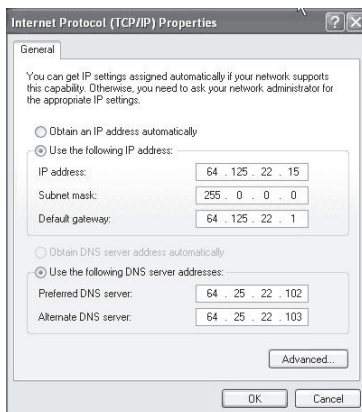 Internet Protocol (TCP/IP) Properties
General
You can get IP settings assigned automatically if your network supports
this capability. Otherwise, you need to ask your network administrator for
the appropriate IP settings.
Obtain an IP address automatically
Use the following IP address:
IP address: 64 . 125 . 22 . 15
Subnet mask: 255 . 0 . 0 . 0
Default gateway: 64 . 125 . 22 . 1
Obtain DNS server address automatically
Use the following DNS server addresses:
Preferred DNS server: 64 . 25 . 22 . 102
Alternate DNS server: 64 . 25 . 22 . 103
Advanced...
OK Cancel